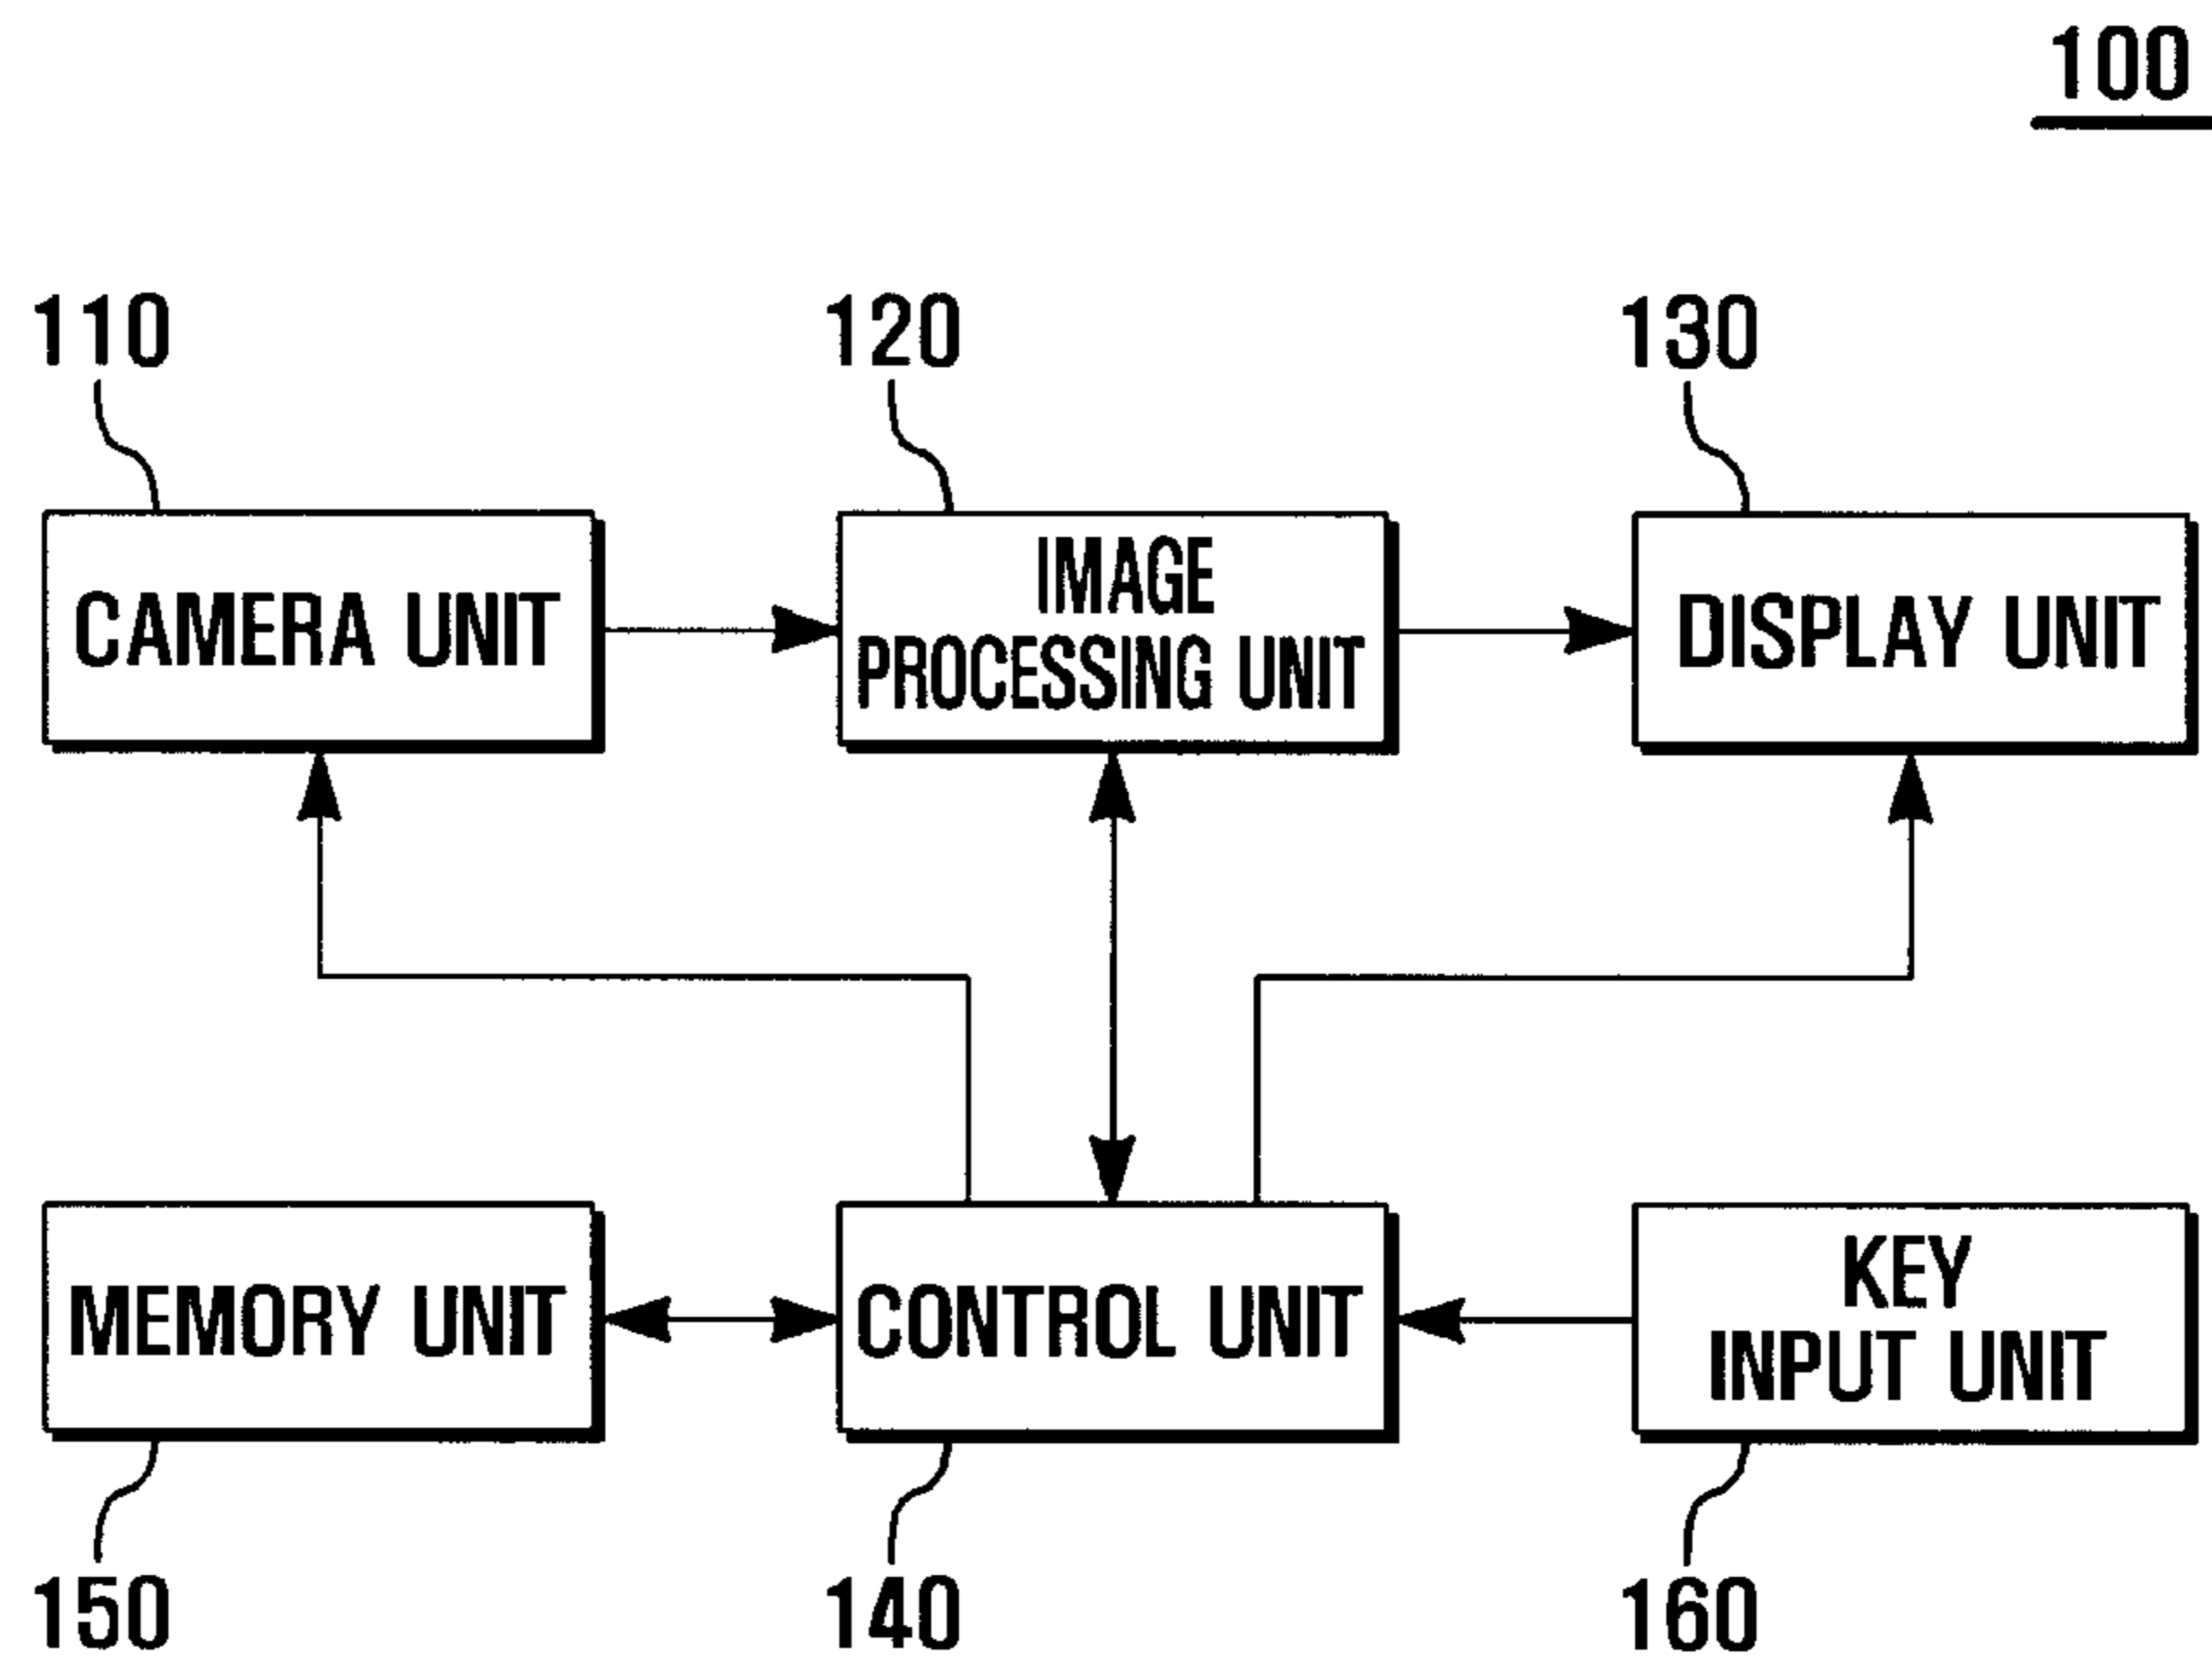 100
110
120
130
CAMERA UNIT
IMAGE
PROCESSING UNIT
DISPLAY UNIT
MEMORY UNIT
CONTROL UNIT
KEY
INPUT UNIT
150
140
160